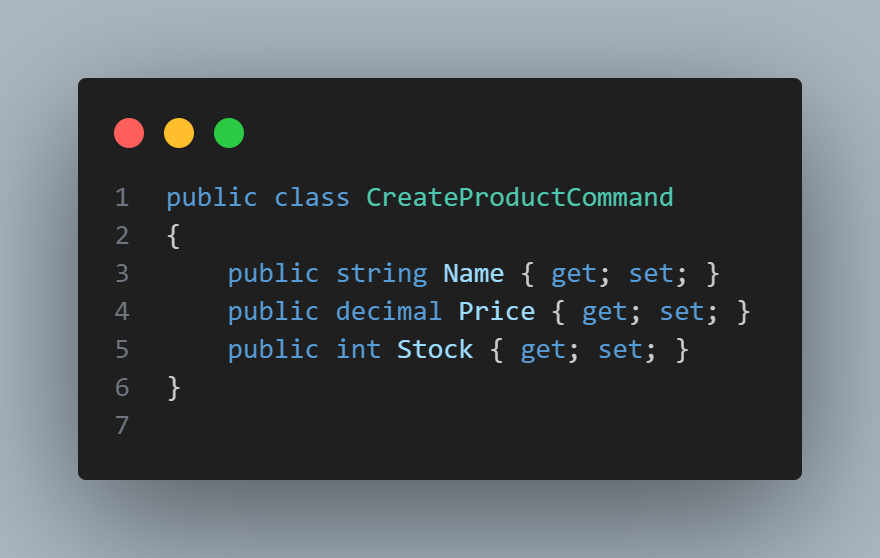 1 public class CreateProductCommand
2 {
3     public string Name { get; set; }
4     public decimal Price { get; set; }
5     public int Stock { get; set; }
6 }
7